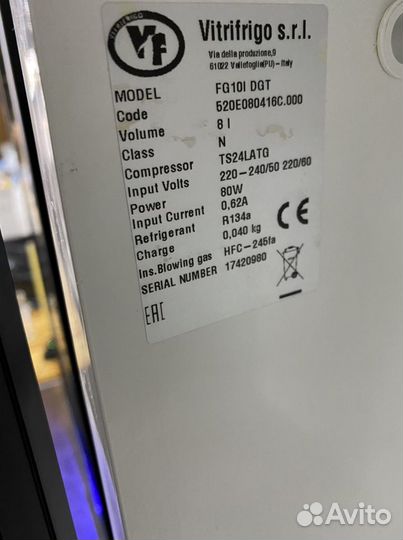 VITRIFRIGO
Vf
Vitrifrigo s.r.l.
Via della produzione,9
61022 Vallefoglia(PU) - Italy
MODEL FG10I DGT
Code 520E080416C.000
Volume 8 l
Class N
Compressor TS24LATG
Input Volts 220-240/50 220/60
Power 80W
Input Current 0,62A
Refrigerant R134a
Charge 0,040 kg
Ins.Blowing gas HFC-245fa
SERIAL NUMBER 17420980
CE
EAC
Avito